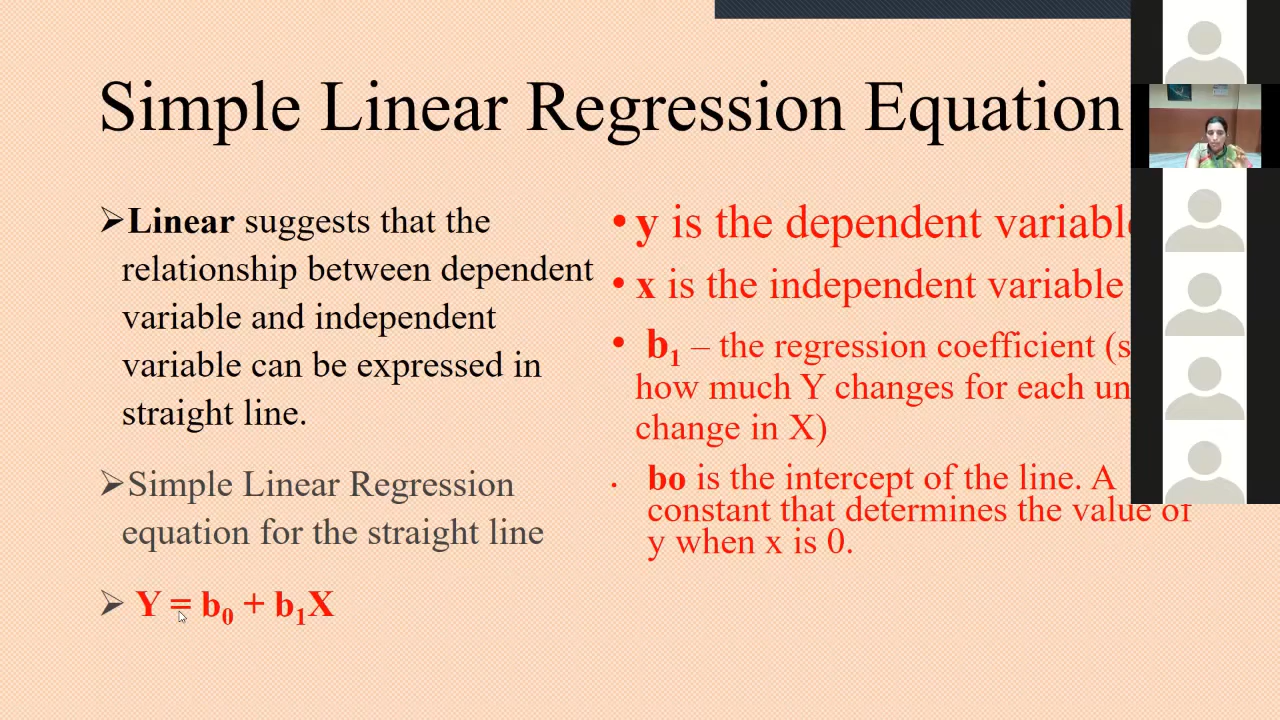 Simple Linear Regression Equation
➢Linear suggests that the
relationship between dependent
variable and independent
variable can be expressed in
straight line.
➢Simple Linear Regression
equation for the straight line
➢ Y = b₀ + b₁X
• y is the dependent
• x is the independent variable
• b₁ – the regression coefficient
how much Y changes for each
change in X)
• bo is the intercept of the line. A
constant that determines the value of
y when x is 0.